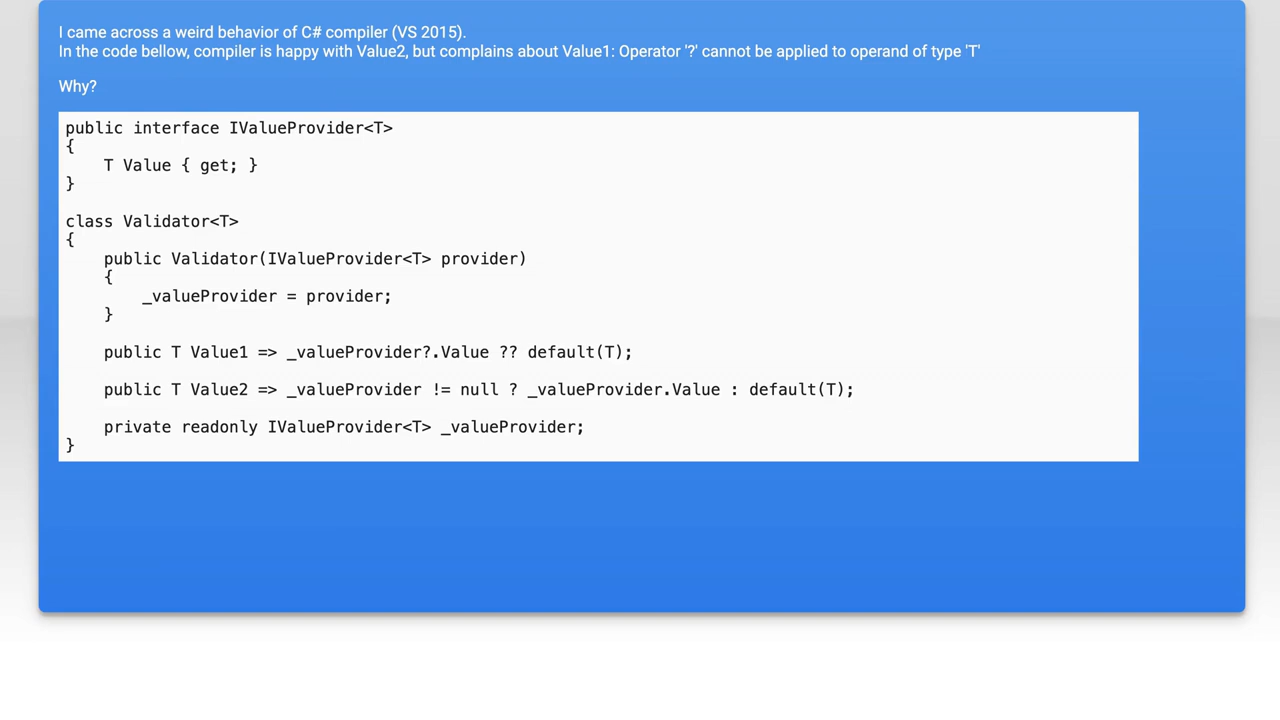 I came across a weird behavior of C# compiler (VS 2015).
In the code bellow, compiler is happy with Value2, but complains about Value1: Operator '?' cannot be applied to operand of type 'T'
Why?
public interface IValueProvider<T>
{
    T Value { get; }
}
class Validator<T>
{
    public Validator(IValueProvider<T> provider)
    {
        _valueProvider = provider;
    }
    public T Value1 => _valueProvider?.Value ?? default(T);
    public T Value2 => _valueProvider != null ? _valueProvider.Value : default(T);
    private readonly IValueProvider<T> _valueProvider;
}